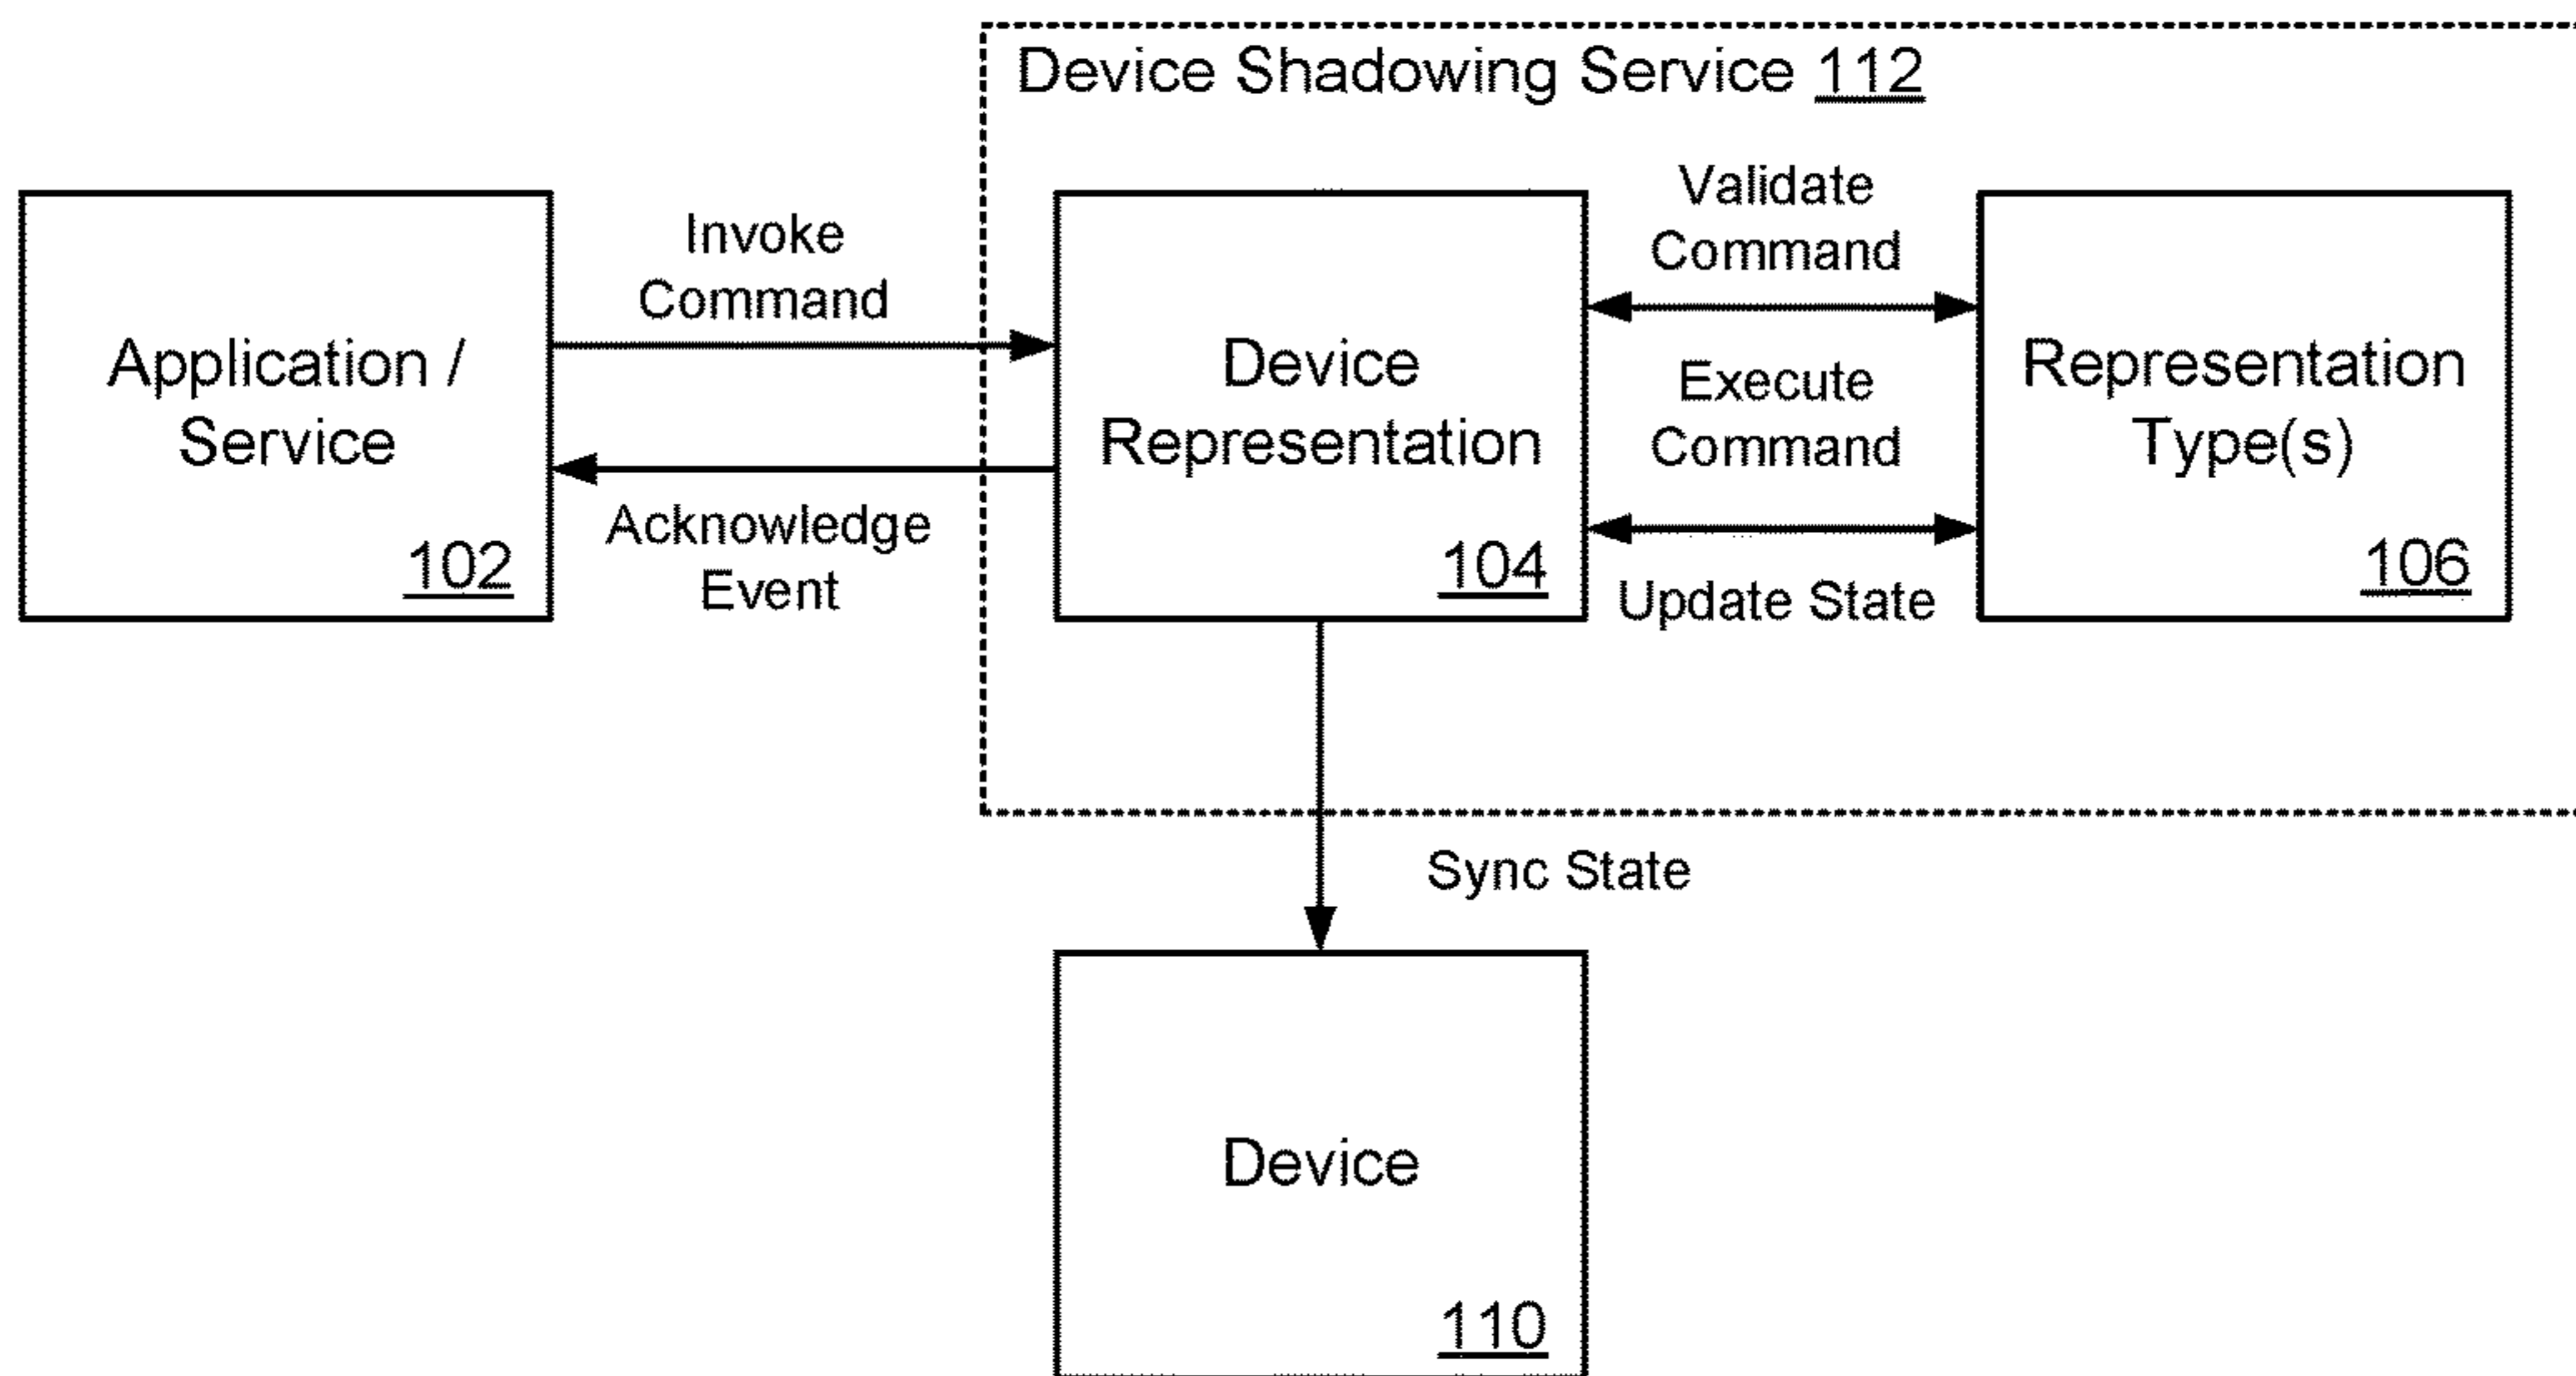 Device Shadowing Service 112
Application /
Service
102
Invoke
Command
Acknowledge
Event
Device
Representation
104
Validate
Command
Execute
Command
Update State
Representation
Type(s)
106
Sync State
Device
110